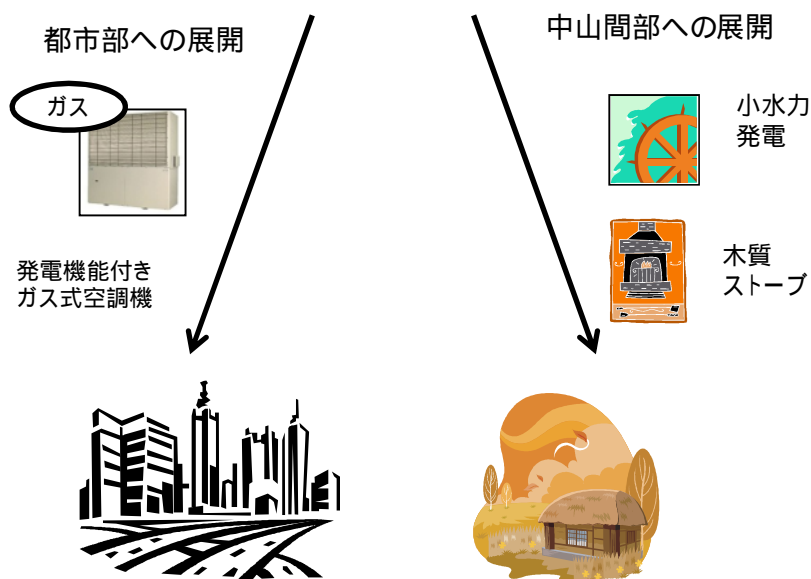 都市部への展開
ガス
発電機能付き
ガス式空調機
中山間部への展開
小水力
発電
木質
ストーブ